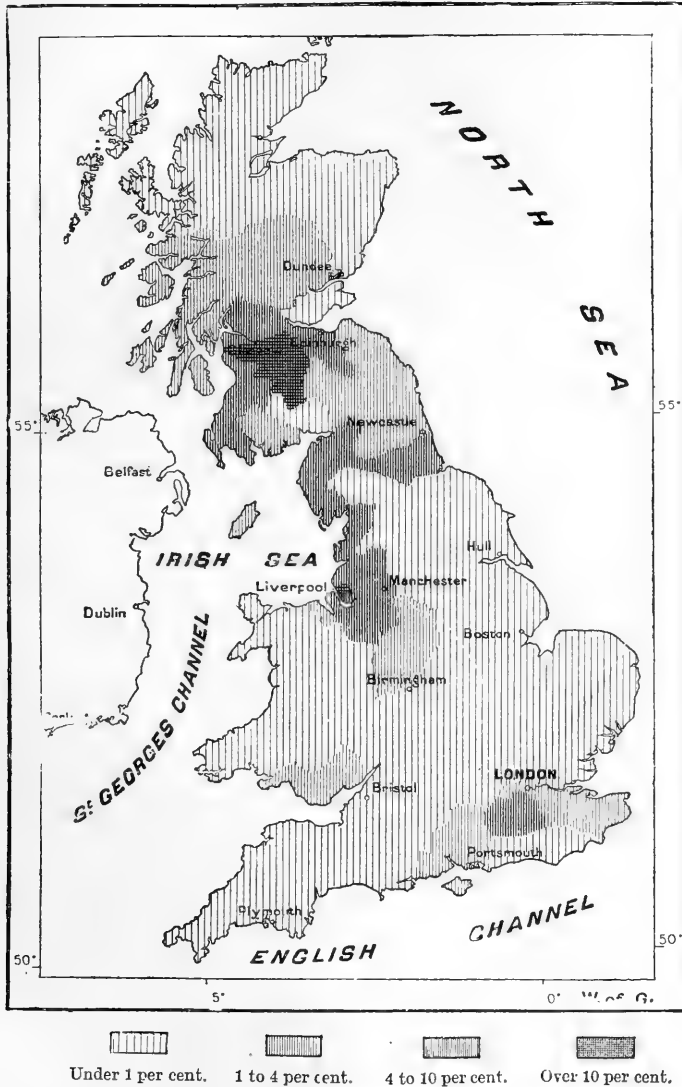 NORTH
SEA
Dundee
Edinburgh
Newcastle
55°
55°
Belfast
IRISH SEA
Hull
Liverpool
Manchester
Dublin
Boston
Birmingham
ST GEORGES CHANNEL
LONDON
Bristol
Portsmouth
Plymouth
ENGLISH CHANNEL
50°
50°
5°
0°
W. of G.
Under 1 per cent.
1 to 4 per cent.
4 to 10 per cent.
Over 10 per cent.